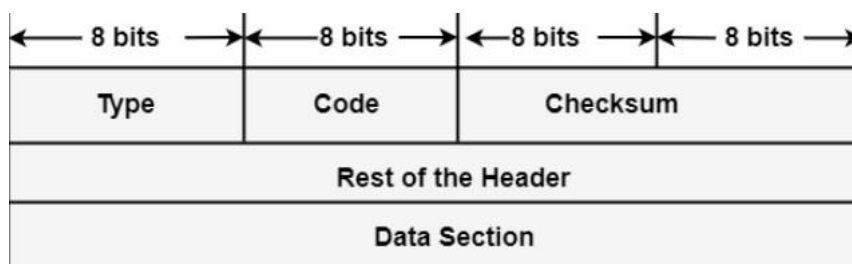 8 bits 8 bits 8 bits 8 bits
Type Code Checksum
Rest of the Header
Data Section